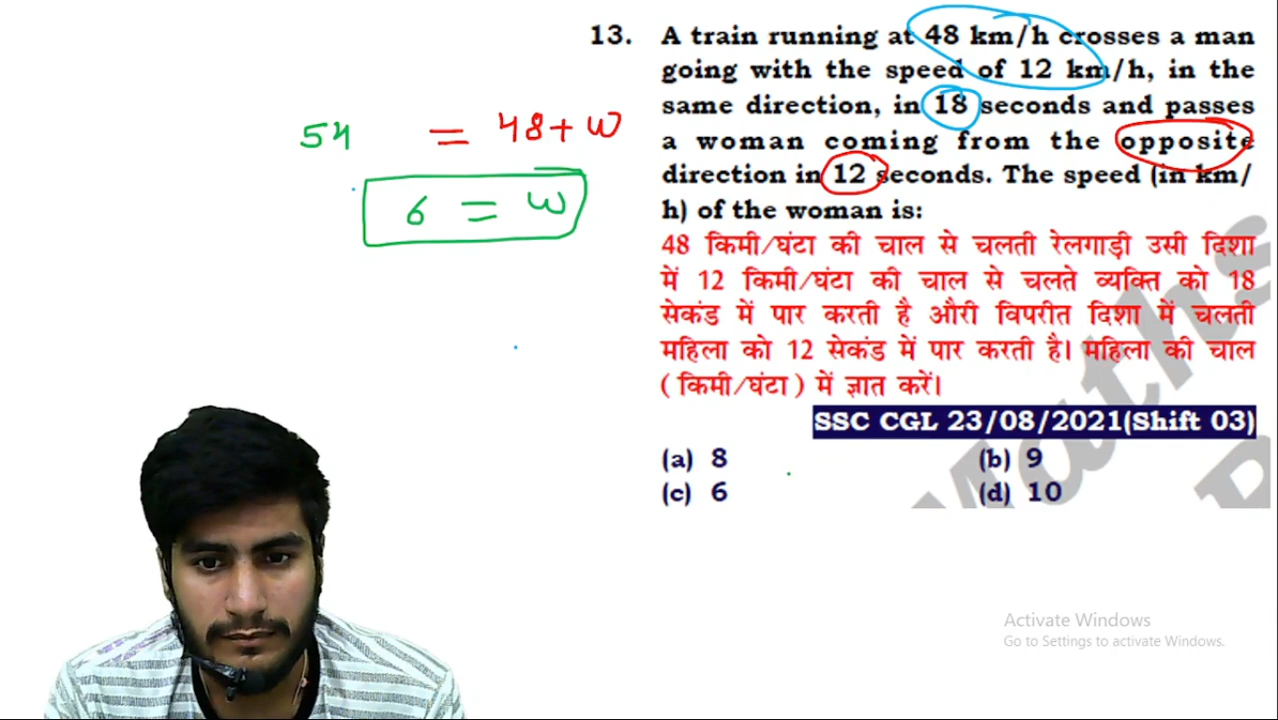 13. A train running at 48 km/h crosses a man
going with the speed of 12 km/h, in the
same direction, in 18 seconds and passes
a woman coming from the opposite
direction in 12 seconds. The speed (in km/
h) of the woman is:
48 किमी/घंटा की चाल से चलती रेलगाड़ी उसी दिशा
में 12 किमी/घंटा की चाल से चलते व्यक्ति को 18
सेकंड में पार करती है औरी विपरीत दिशा में चलती
महिला को 12 सेकंड में पार करती है। महिला की चाल
(किमी/घंटा) में ज्ञात करें।
SSC CGL 23/08/2021(Shift 03)
(a) 8 (b) 9
(c) 6 (d) 10
54 = 48+W
6 = W
Maths
Activate Windows
Go to Settings to activate Windows.